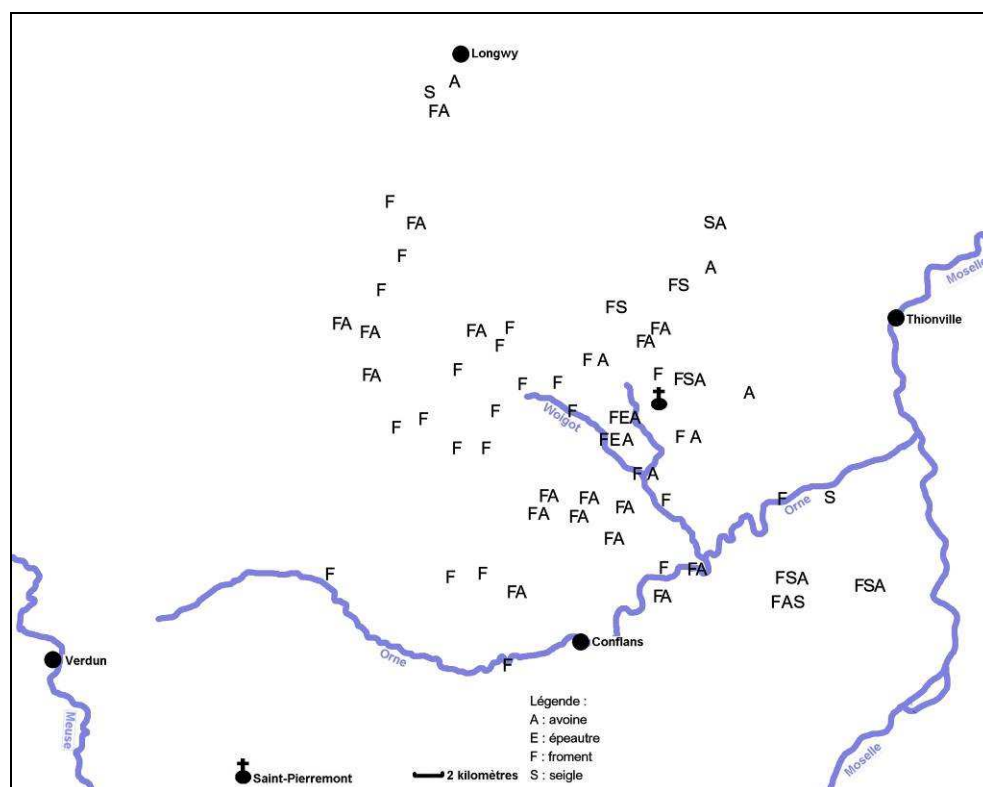 Longwy
A
S
FA
F
FA
SA
F
A
Moselle
FS
F
FS
Thionville
FA
FA
FA
F
FA
FA
F
F A
F
FA
F
FSA
F
F
A
F
F
Woigot
FEA
F
F
FEA
F A
F
F
F A
FA
FA
F
F
S
Orne
FA
FA
FA
FA
F
F
F
F
FA
FSA
FSA
FA
FA
FAS
Conflans
Orne
Verdun
F
Meuse
Moselle
Légende :
A : avoine
E : épeautre
F : froment
S : seigle
Saint-Pierremont
2 kilomètres